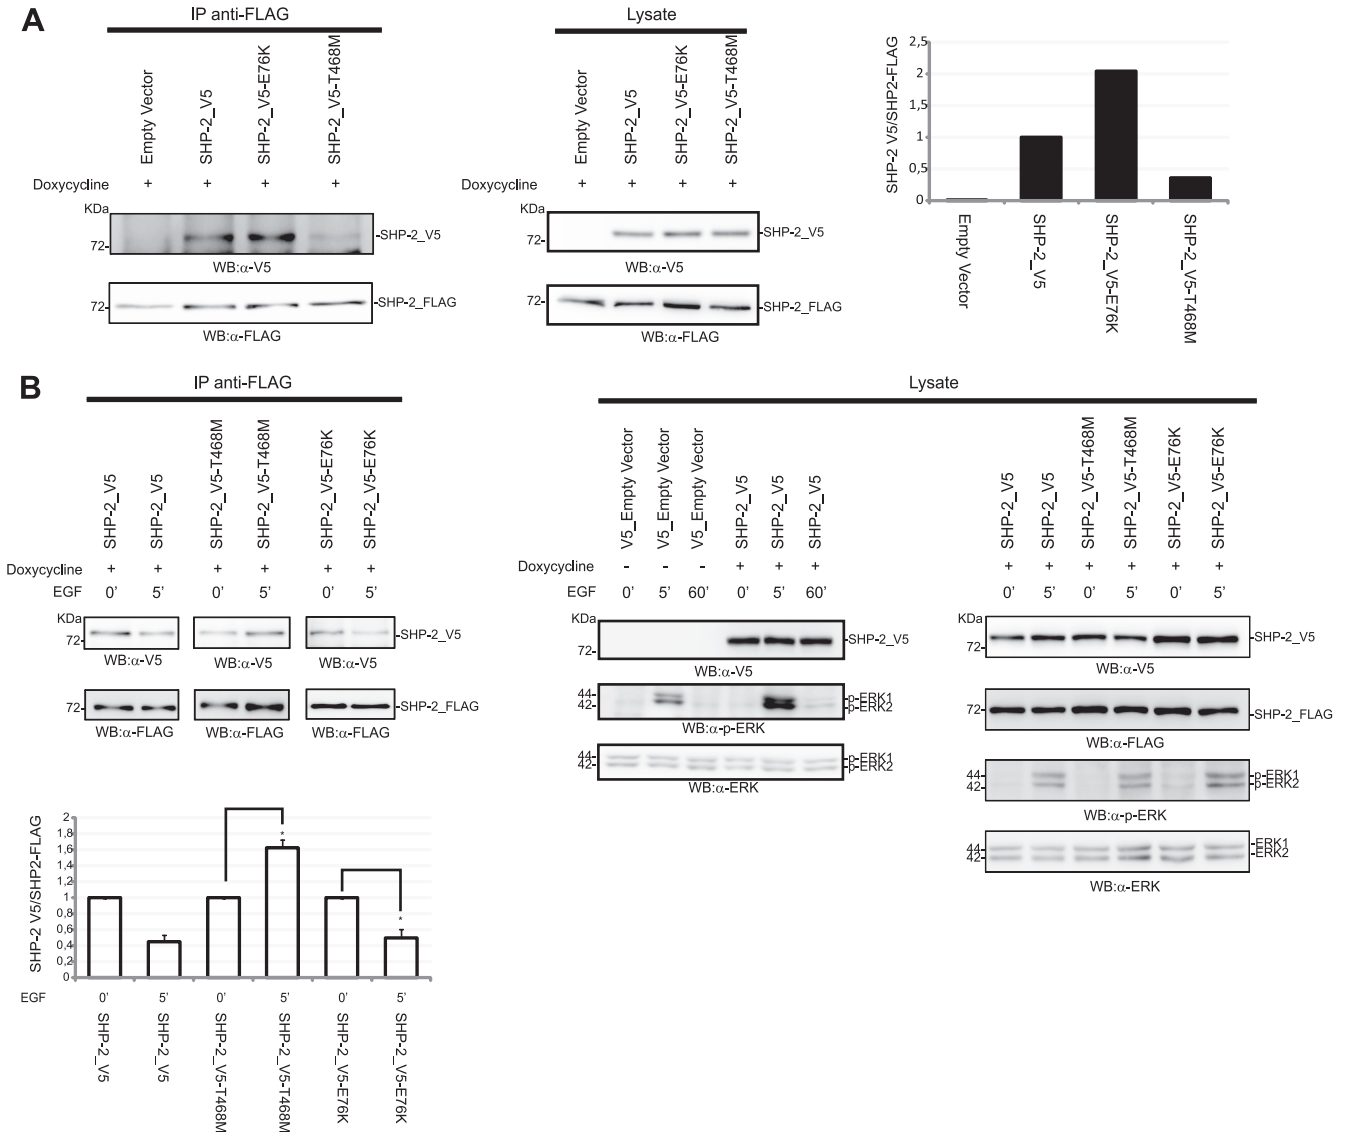 A
IP anti-FLAG
Empty Vector
SHP-2_V5
SHP-2_V5-E76K
SHP-2_V5-T468M
Doxycycline + + + +
KDa
72-
-SHP-2_V5
WB:α-V5
72-
-SHP-2_FLAG
WB:α-FLAG
Lysate
Empty Vector
SHP-2_V5
SHP-2_V5-E76K
SHP-2_V5-T468M
Doxycycline + + + +
KDa
72-
-SHP-2_V5
WB:α-V5
72-
-SHP-2_FLAG
WB:α-FLAG
SHP-2 V5/SHP2-FLAG
2,5
2
1,5
1
0,5
0
Empty Vector
SHP-2_V5
SHP-2_V5-E76K
SHP-2_V5-T468M
B
IP anti-FLAG
SHP-2_V5
SHP-2_V5
SHP-2_V5-T468M
SHP-2_V5-T468M
SHP-2_V5-E76K
SHP-2_V5-E76K
Doxycycline + + + + + +
EGF 0' 5' 0' 5' 0' 5'
KDa
72-
-SHP-2_V5
WB:α-V5 WB:α-V5 WB:α-V5
72-
-SHP-2_FLAG
WB:α-FLAG WB:α-FLAG WB:α-FLAG
SHP-2 V5/SHP2-FLAG
2
1,8
1,6
1,4
1,2
1
0,8
0,6
0,4
0,2
0
*
*
EGF 0' 5' 0' 5' 0' 5'
SHP-2_V5
SHP-2_V5
SHP-2_V5-T468M
SHP-2_V5-T468M
SHP-2_V5-E76K
SHP-2_V5-E76K
Lysate
V5_Empty Vector
V5_Empty Vector
V5_Empty Vector
SHP-2_V5
SHP-2_V5
SHP-2_V5
Doxycycline - - - + + +
EGF 0' 5' 60' 0' 5' 60'
KDa
72-
-SHP-2_V5
WB:α-V5
44-
42-
-p-ERK1
-p-ERK2
WB:α-p-ERK
44-
42-
-p-ERK1
-p-ERK2
WB:α-ERK
SHP-2_V5
SHP-2_V5
SHP-2_V5-T468M
SHP-2_V5-T468M
SHP-2_V5-E76K
SHP-2_V5-E76K
+ + + + + +
0' 5' 0' 5' 0' 5'
KDa
72-
-SHP-2_V5
WB:α-V5
72-
-SHP-2_FLAG
WB:α-FLAG
44-
42-
-p-ERK1
-p-ERK2
WB:α-p-ERK
44-
42-
-ERK1
-ERK2
WB:α-ERK